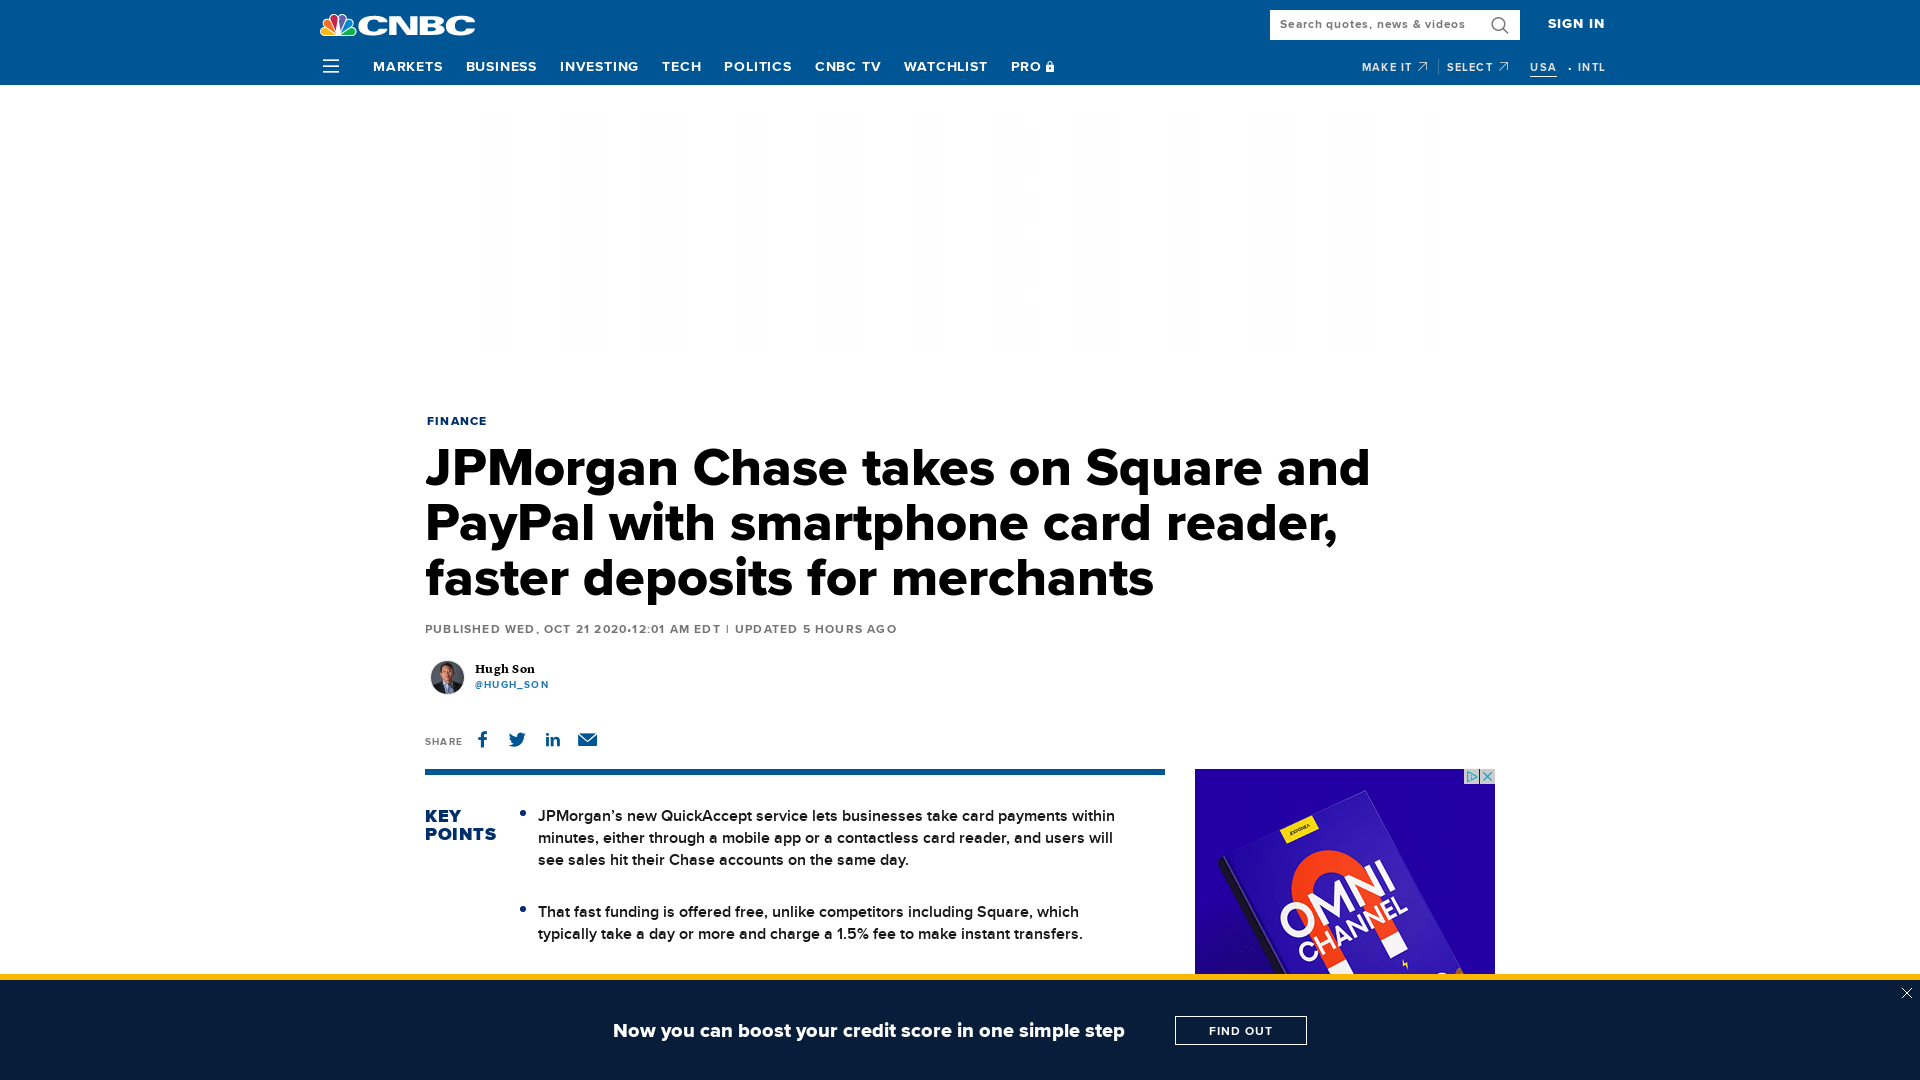 CNBC
Search quotes, news & videos
SIGN IN
MARKETS
BUSINESS
INVESTING
TECH
POLITICS
CNBC TV
WATCHLIST
PRO
MAKE IT
SELECT
USA
• INTL
FINANCE
JPMorgan Chase takes on Square and
PayPal with smartphone card reader,
faster deposits for merchants
PUBLISHED WED, OCT 21 2020•12:01 AM EDT | UPDATED 5 HOURS AGO
Hugh Son
@HUGH_SON
SHARE
KEY
POINTS
• JPMorgan’s new QuickAccept service lets businesses take card payments within
minutes, either through a mobile app or a contactless card reader, and users will
see sales hit their Chase accounts on the same day.
• That fast funding is offered free, unlike competitors including Square, which
typically take a day or more and charge a 1.5% fee to make instant transfers.
EXPONEA
OMNI
CHANNEL
Now you can boost your credit score in one simple step
FIND OUT